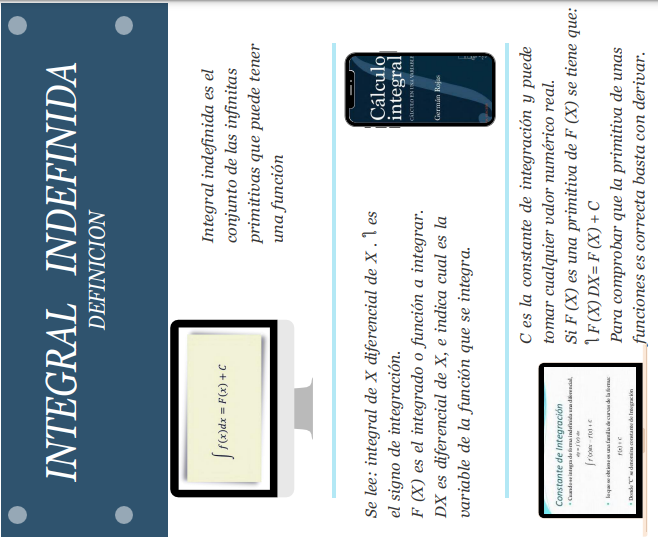 INTEGRAL INDEFINIDA
DEFINICION
Integral indefinida es el
conjunto de las infinitas
primitivas que puede tener
una función
∫ f(x)dx = F(x) + C
Se lee: integral de X diferencial de X . ⎱ es
el signo de integración.
F (X) es el integrado o función a integrar.
DX es diferencial de X, e indica cual es la
variable de la función que se integra.
Cálculo
integral
CÁLCULO EN UNA VARIABLE
Germán Rojas
C es la constante de integración y puede
tomar cualquier valor numérico real.
Si F (X) es una primitiva de F (X) se tiene que:
⎱ F (X) DX= F (X) + C
Para comprobar que la primitiva de unas
funciones es correcta basta con derivar.
Constante de Integración
• Cuando se integra de forma indefinida una diferencial,
dy = f (x) dx
∫ f (x)dx = F(x) + C
• lo que se obtiene es una familia de curvas de la forma:
F(x) + C
• Donde "C" se denomina constante de Integración